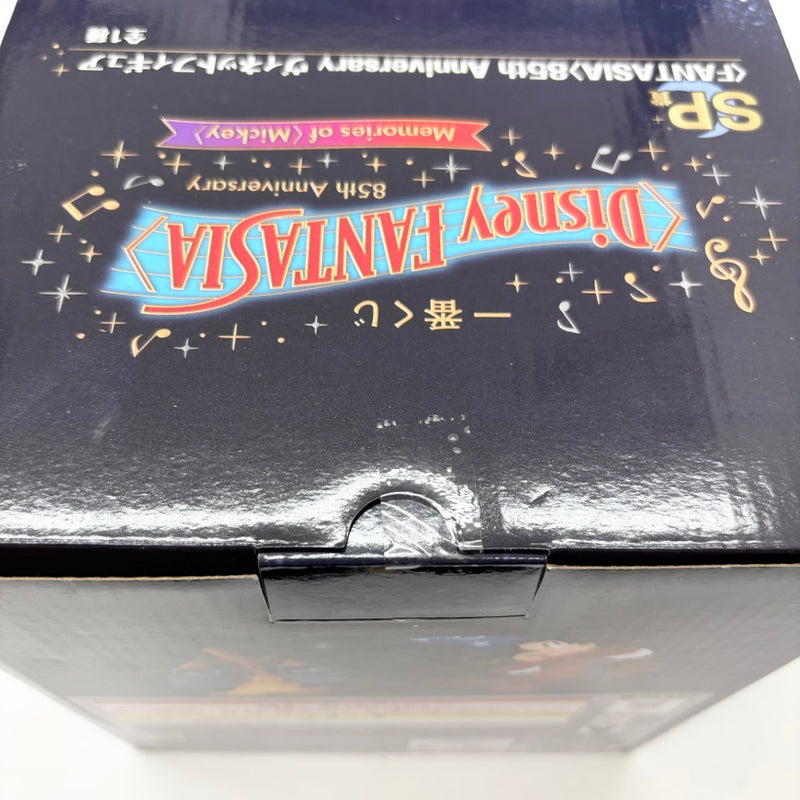 一番くじ
〈Disney FANTASIA〉
85th Anniversary
Memories of 〈Mickey〉
SP賞
〈FANTASIA〉85th Anniversary ヴィネットフィギュア
全1種